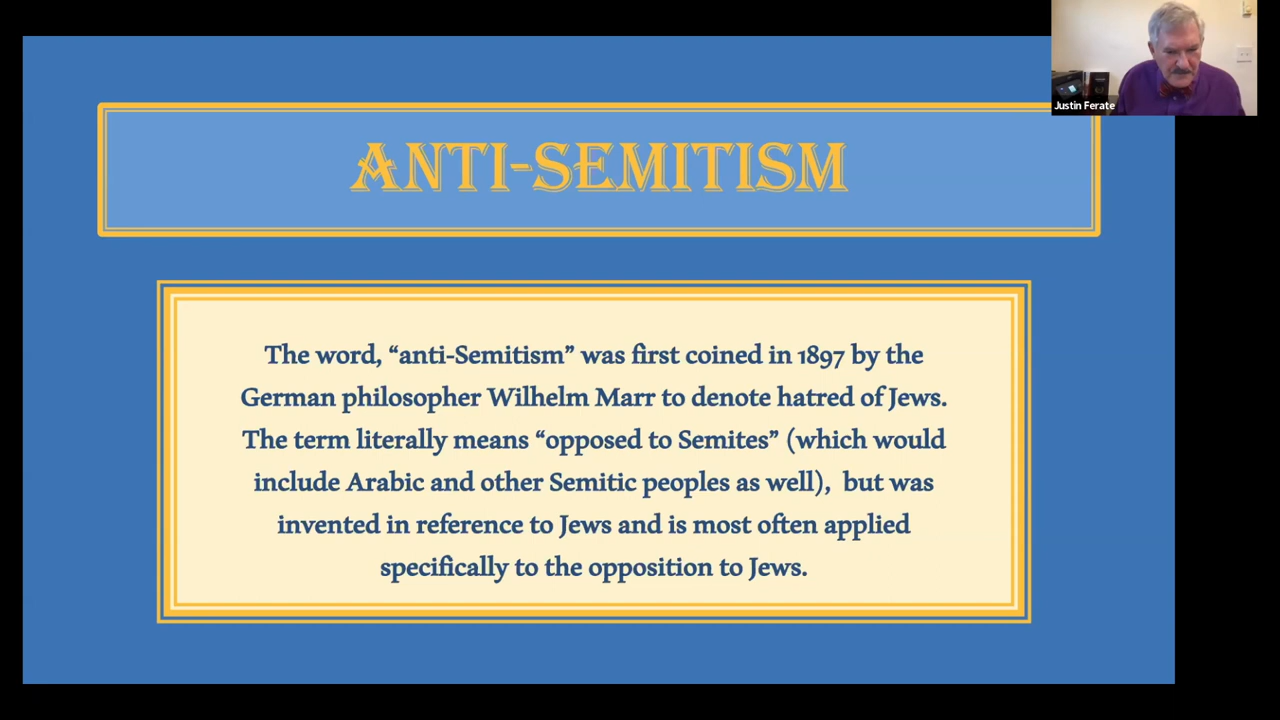 Justin Ferate
ANTI-SEMITISM
The word, “anti-Semitism” was first coined in 1897 by the
German philosopher Wilhelm Marr to denote hatred of Jews.
The term literally means “opposed to Semites” (which would
include Arabic and other Semitic peoples as well),  but was
invented in reference to Jews and is most often applied
specifically to the opposition to Jews.